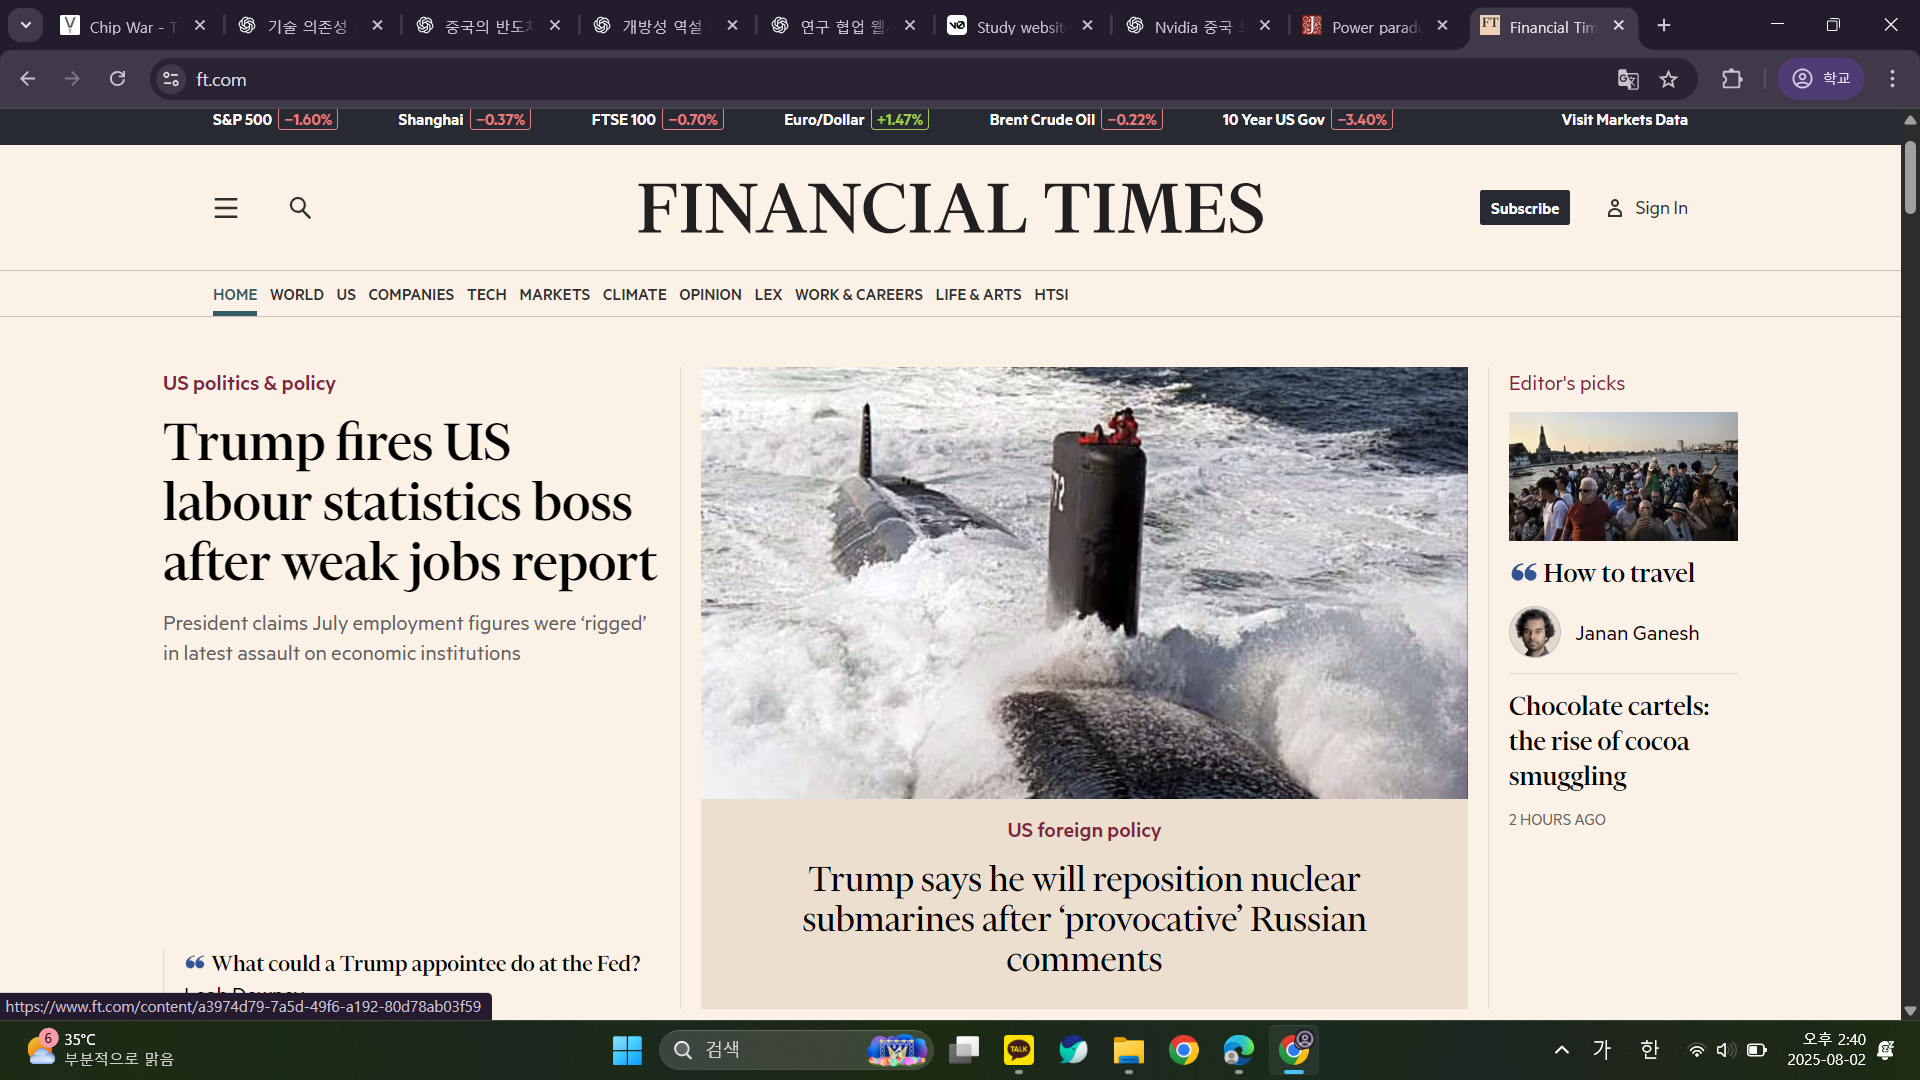 Chip War - T
기술 의존성
중국의 반도체
개방성 역설
연구 협업 웹
Study websit
Nvidia 중국
Power parad
Financial Tim
ft.com
학교
S&P 500 −1.60%
Shanghai −0.37%
FTSE 100 −0.70%
Euro/Dollar +1.47%
Brent Crude Oil −0.22%
10 Year US Gov −3.40%
Visit Markets Data
FINANCIAL TIMES
Subscribe
Sign In
HOME WORLD US COMPANIES TECH MARKETS CLIMATE OPINION LEX WORK & CAREERS LIFE & ARTS HTSI
US politics & policy
Trump fires US
labour statistics boss
after weak jobs report
President claims July employment figures were ‘rigged’
in latest assault on economic institutions
“ What could a Trump appointee do at the Fed?
72
US foreign policy
Trump says he will reposition nuclear
submarines after ‘provocative’ Russian
comments
Editor's picks
“ How to travel
Janan Ganesh
Chocolate cartels:
the rise of cocoa
smuggling
2 HOURS AGO
https://www.ft.com/content/a3974d79-7a5d-49f6-a192-80d78ab03f59
6
35°C
부분적으로 맑음
검색
TALK
가
한
오후 2:40
2025-08-02